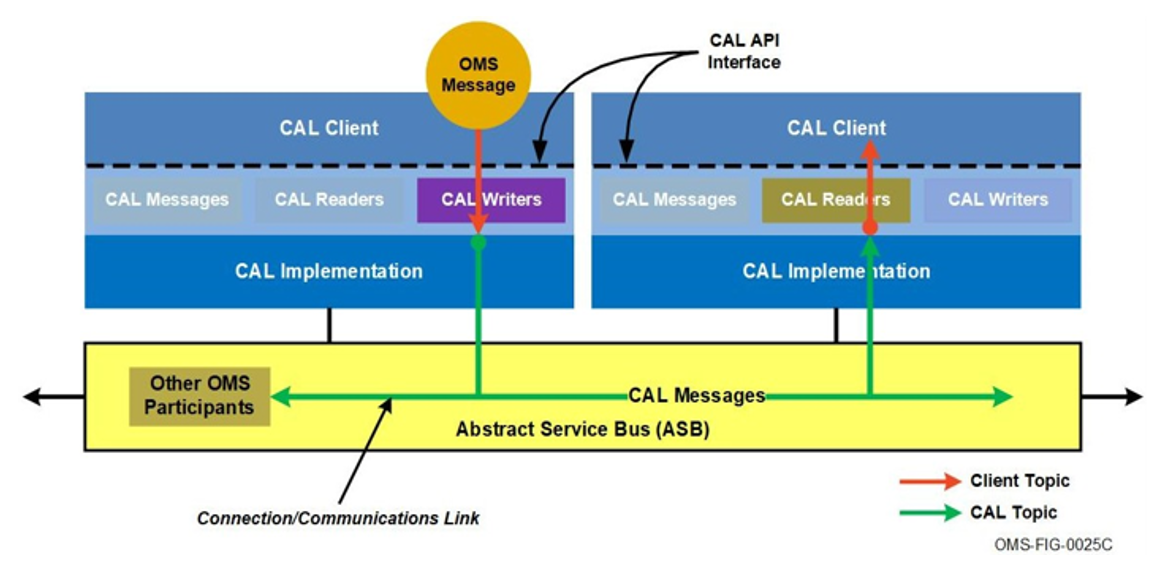 OMS
Message
CAL API
Interface
CAL Client
CAL Client
CAL Messages
CAL Readers
CAL Writers
CAL Messages
CAL Readers
CAL Writers
CAL Implementation
CAL Implementation
Other OMS
Participants
CAL Messages
Abstract Service Bus (ASB)
Connection/Communications Link
Client Topic
CAL Topic
OMS-FIG-0025C